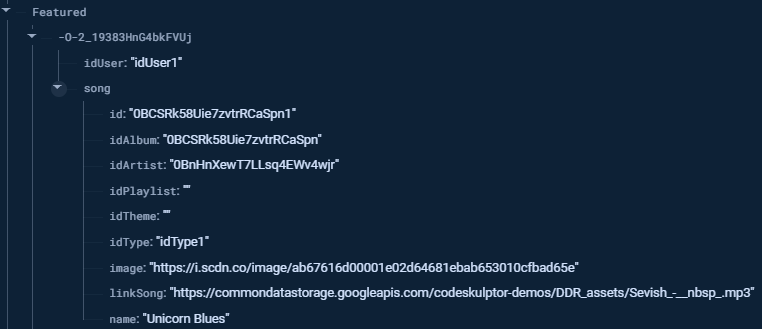 Featured
-O-2_19383HnG4bkFVUj
idUser: "idUser1"
song
id: "0BCSRk58Uie7zvtrRCaSpn1"
idAlbum: "0BCSRk58Uie7zvtrRCaSpn"
idArtist: "0BnHnXewT7LLsq4EWv4wjr"
idPlaylist: ""
idTheme: ""
idType: "idType1"
image: "https://i.scdn.co/image/ab67616d00001e02d64681ebab653010cfbad65e"
linkSong: "https://commondatastorage.googleapis.com/codeskulptor-demos/DDR_assets/Sevish_-__nbsp_.mp3"
name: "Unicorn Blues"